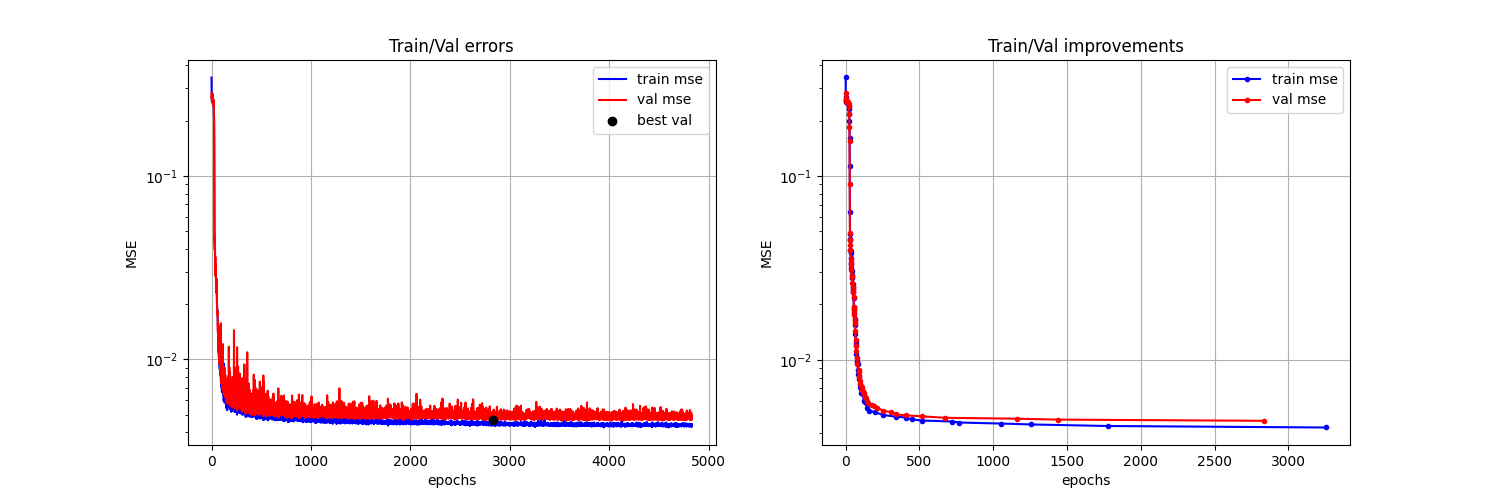 Train/Val errors
train mse
val mse
best val
10⁻¹
10⁻²
MSE
0 1000 2000 3000 4000 5000
epochs
Train/Val improvements
train mse
val mse
10⁻¹
10⁻²
MSE
0 500 1000 1500 2000 2500 3000
epochs